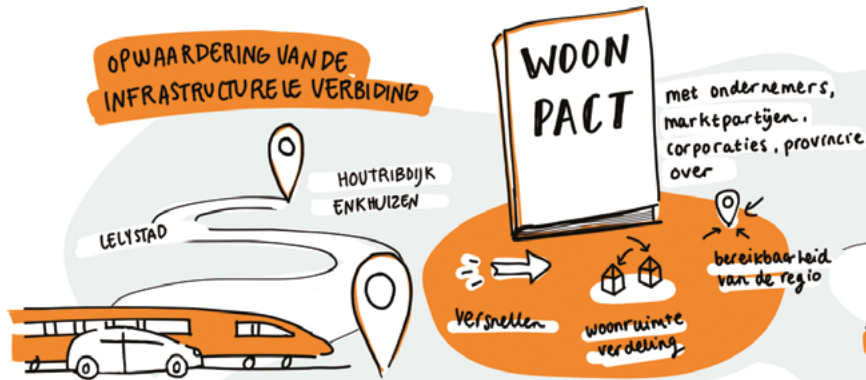 OPWAARDERING VAN DE
INFRASTRUCTURELE VERBIDING
HOUTRIBDIJK
ENKHUIZEN
LELYSTAD
WOON
PACT
met ondernemers,
marktpartijen,
corporaties, provincie
over
versnellen
woonruimte
verdeling
bereikbaarheid
van de regio